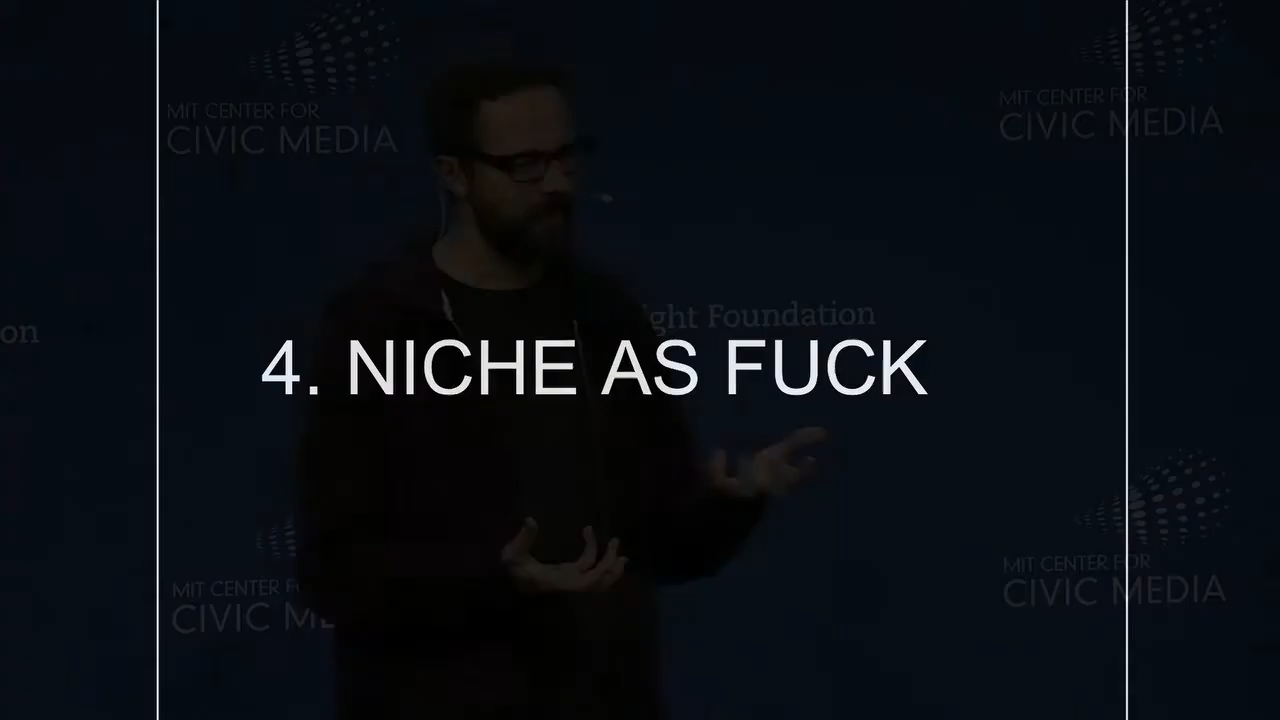 MIT CENTER FOR
CIVIC MEDIA
MIT CENTER FOR
CIVIC MEDIA
on
ight Foundation
4. NICHE AS FUCK
MIT CENTER FOR
CIVIC MEDIA
MIT CENTER F
CIVIC ME